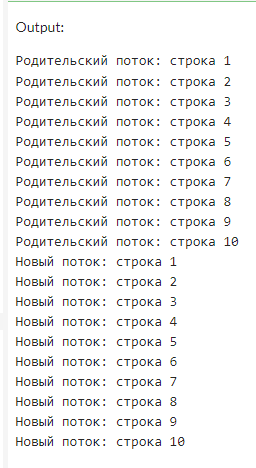 Output:
Родительский поток: строка 1
Родительский поток: строка 2
Родительский поток: строка 3
Родительский поток: строка 4
Родительский поток: строка 5
Родительский поток: строка 6
Родительский поток: строка 7
Родительский поток: строка 8
Родительский поток: строка 9
Родительский поток: строка 10
Новый поток: строка 1
Новый поток: строка 2
Новый поток: строка 3
Новый поток: строка 4
Новый поток: строка 5
Новый поток: строка 6
Новый поток: строка 7
Новый поток: строка 8
Новый поток: строка 9
Новый поток: строка 10